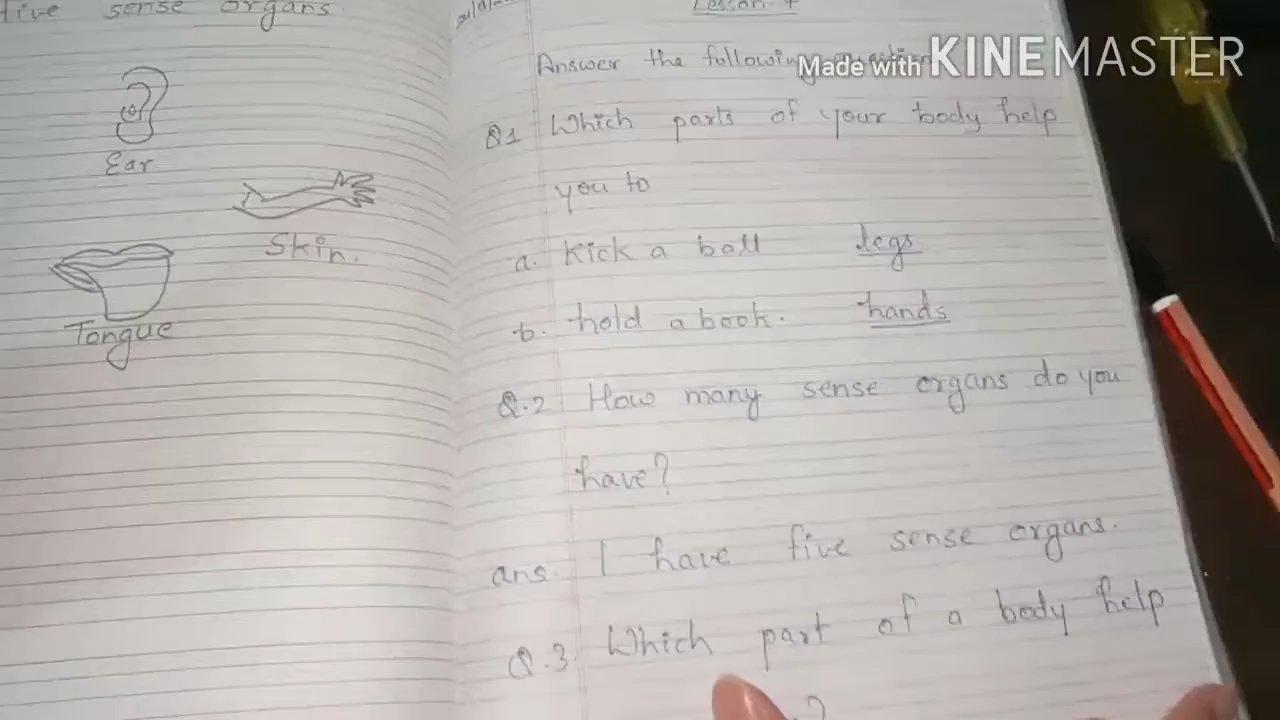 five sense organs.
Ear
Skin.
Tongue
Lesson-
Answer the following
Made with KINEMASTER
Q1 Which parts of your body help
you to
a. Kick a ball legs
b. hold a book. hands
Q.2 How many sense organs do you
have?
ans. I have five sense organs.
Q.3. Which part of a body help
?